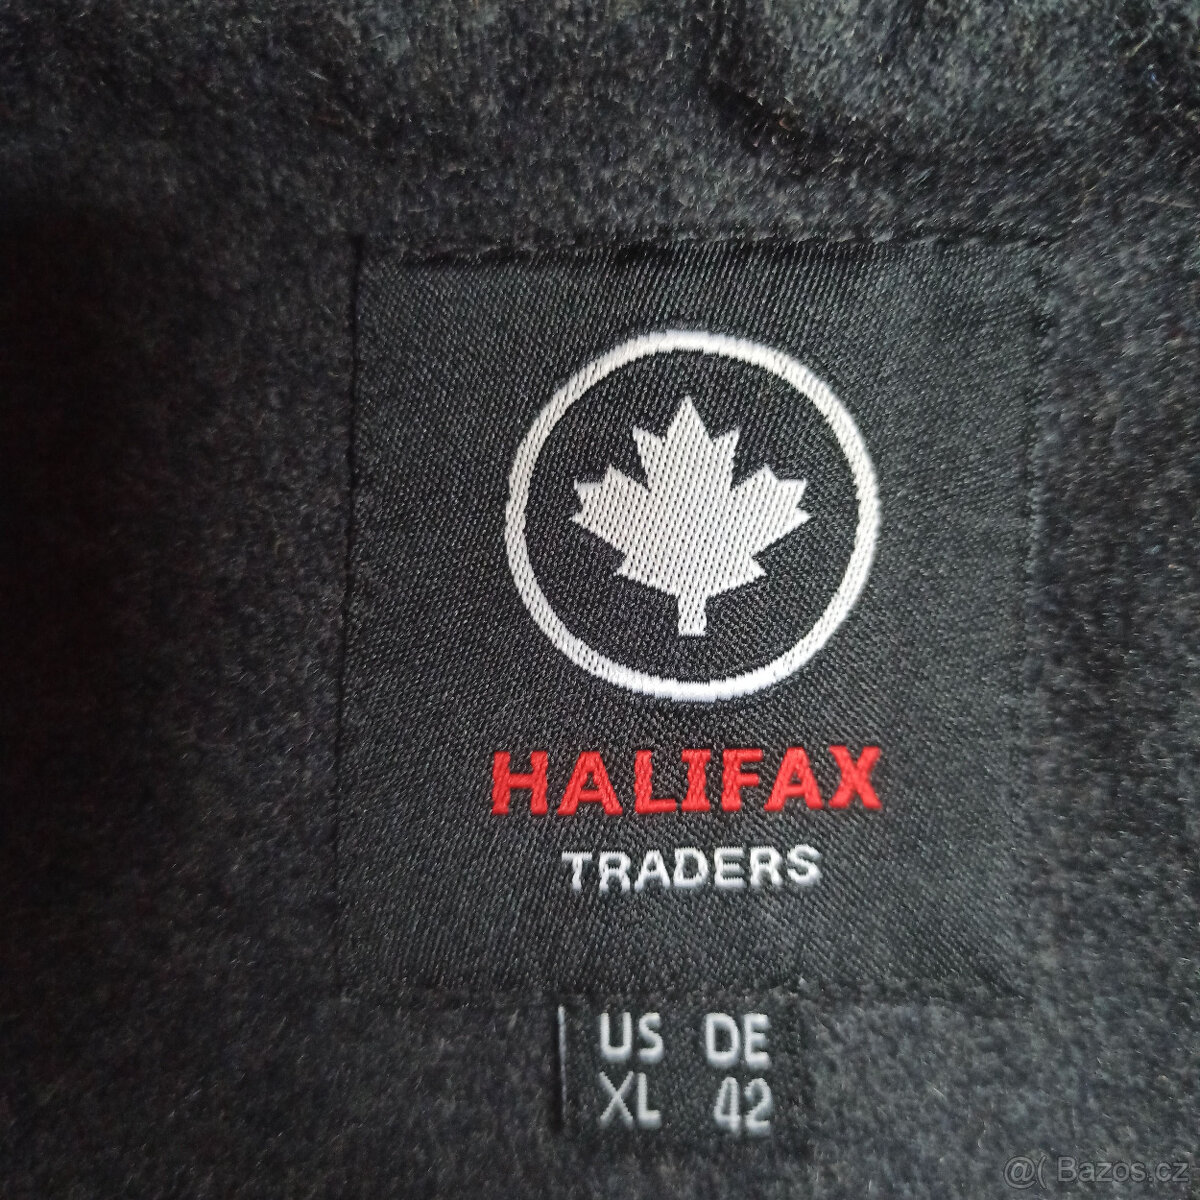 HALIFAX
TRADERS
US DE
XL 42
@( Bazos.cz